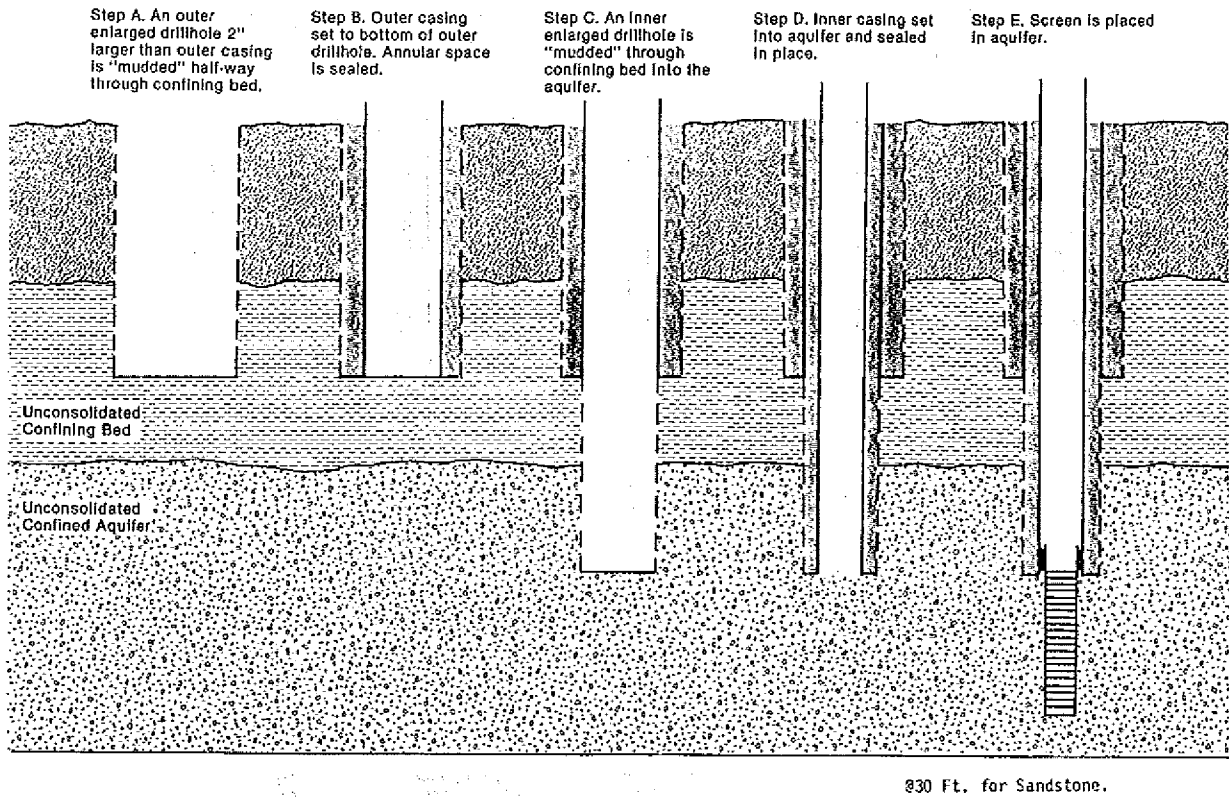 Step A. An outer
enlarged drillhole 2"
larger than outer casing
is "mudded" half-way
through confining bed.
Step B. Outer casing
set to bottom of outer
drillhole. Annular space
is sealed.
Step C. An inner
enlarged drillhole is
"mudded" through
confining bed into the
aquifer.
Step D. Inner casing set
into aquifer and sealed
in place.
Step E. Screen is placed
in aquifer.
Unconsolidated
Confining Bed
Unconsolidated
Confined Aquifer
@30 Ft. for Sandstone.